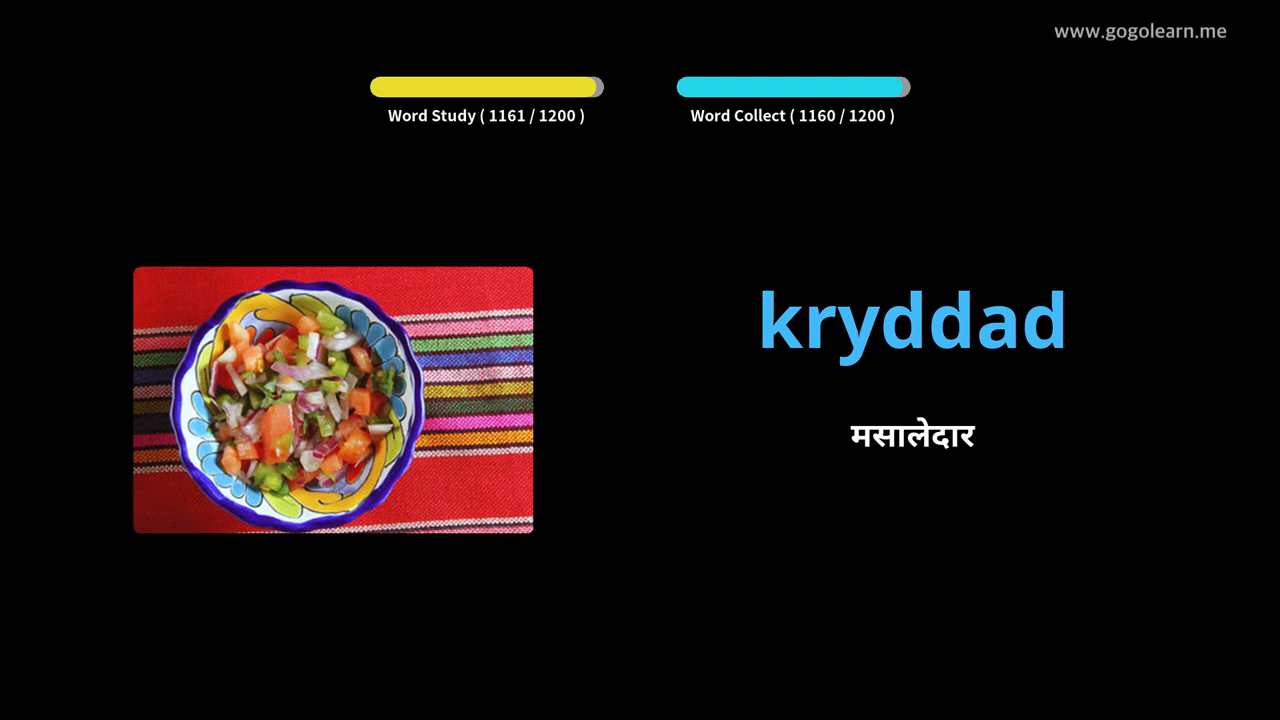 www.gogolearn.me
Word Study ( 1161 / 1200 )
Word Collect ( 1160 / 1200 )
kryddad
मसालेदार